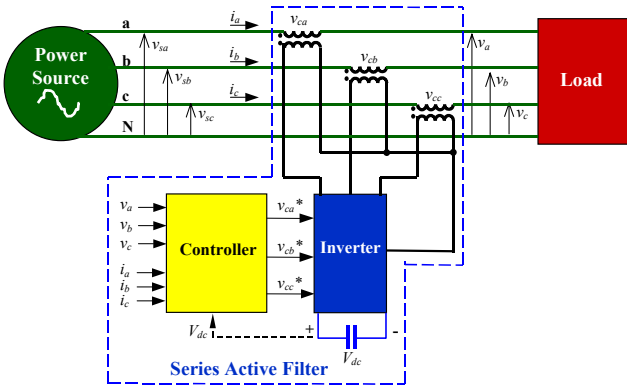 a
i_a
v_ca
Power
Source
v_sa
v_a
b
i_b
v_cb
v_sb
v_b
Load
c
i_c
v_cc
v_sc
v_c
N
v_a
v_b
v_c
i_a
i_b
i_c
Controller
v_ca*
v_cb*
v_cc*
Inverter
V_dc
+
-
V_dc
Series Active Filter